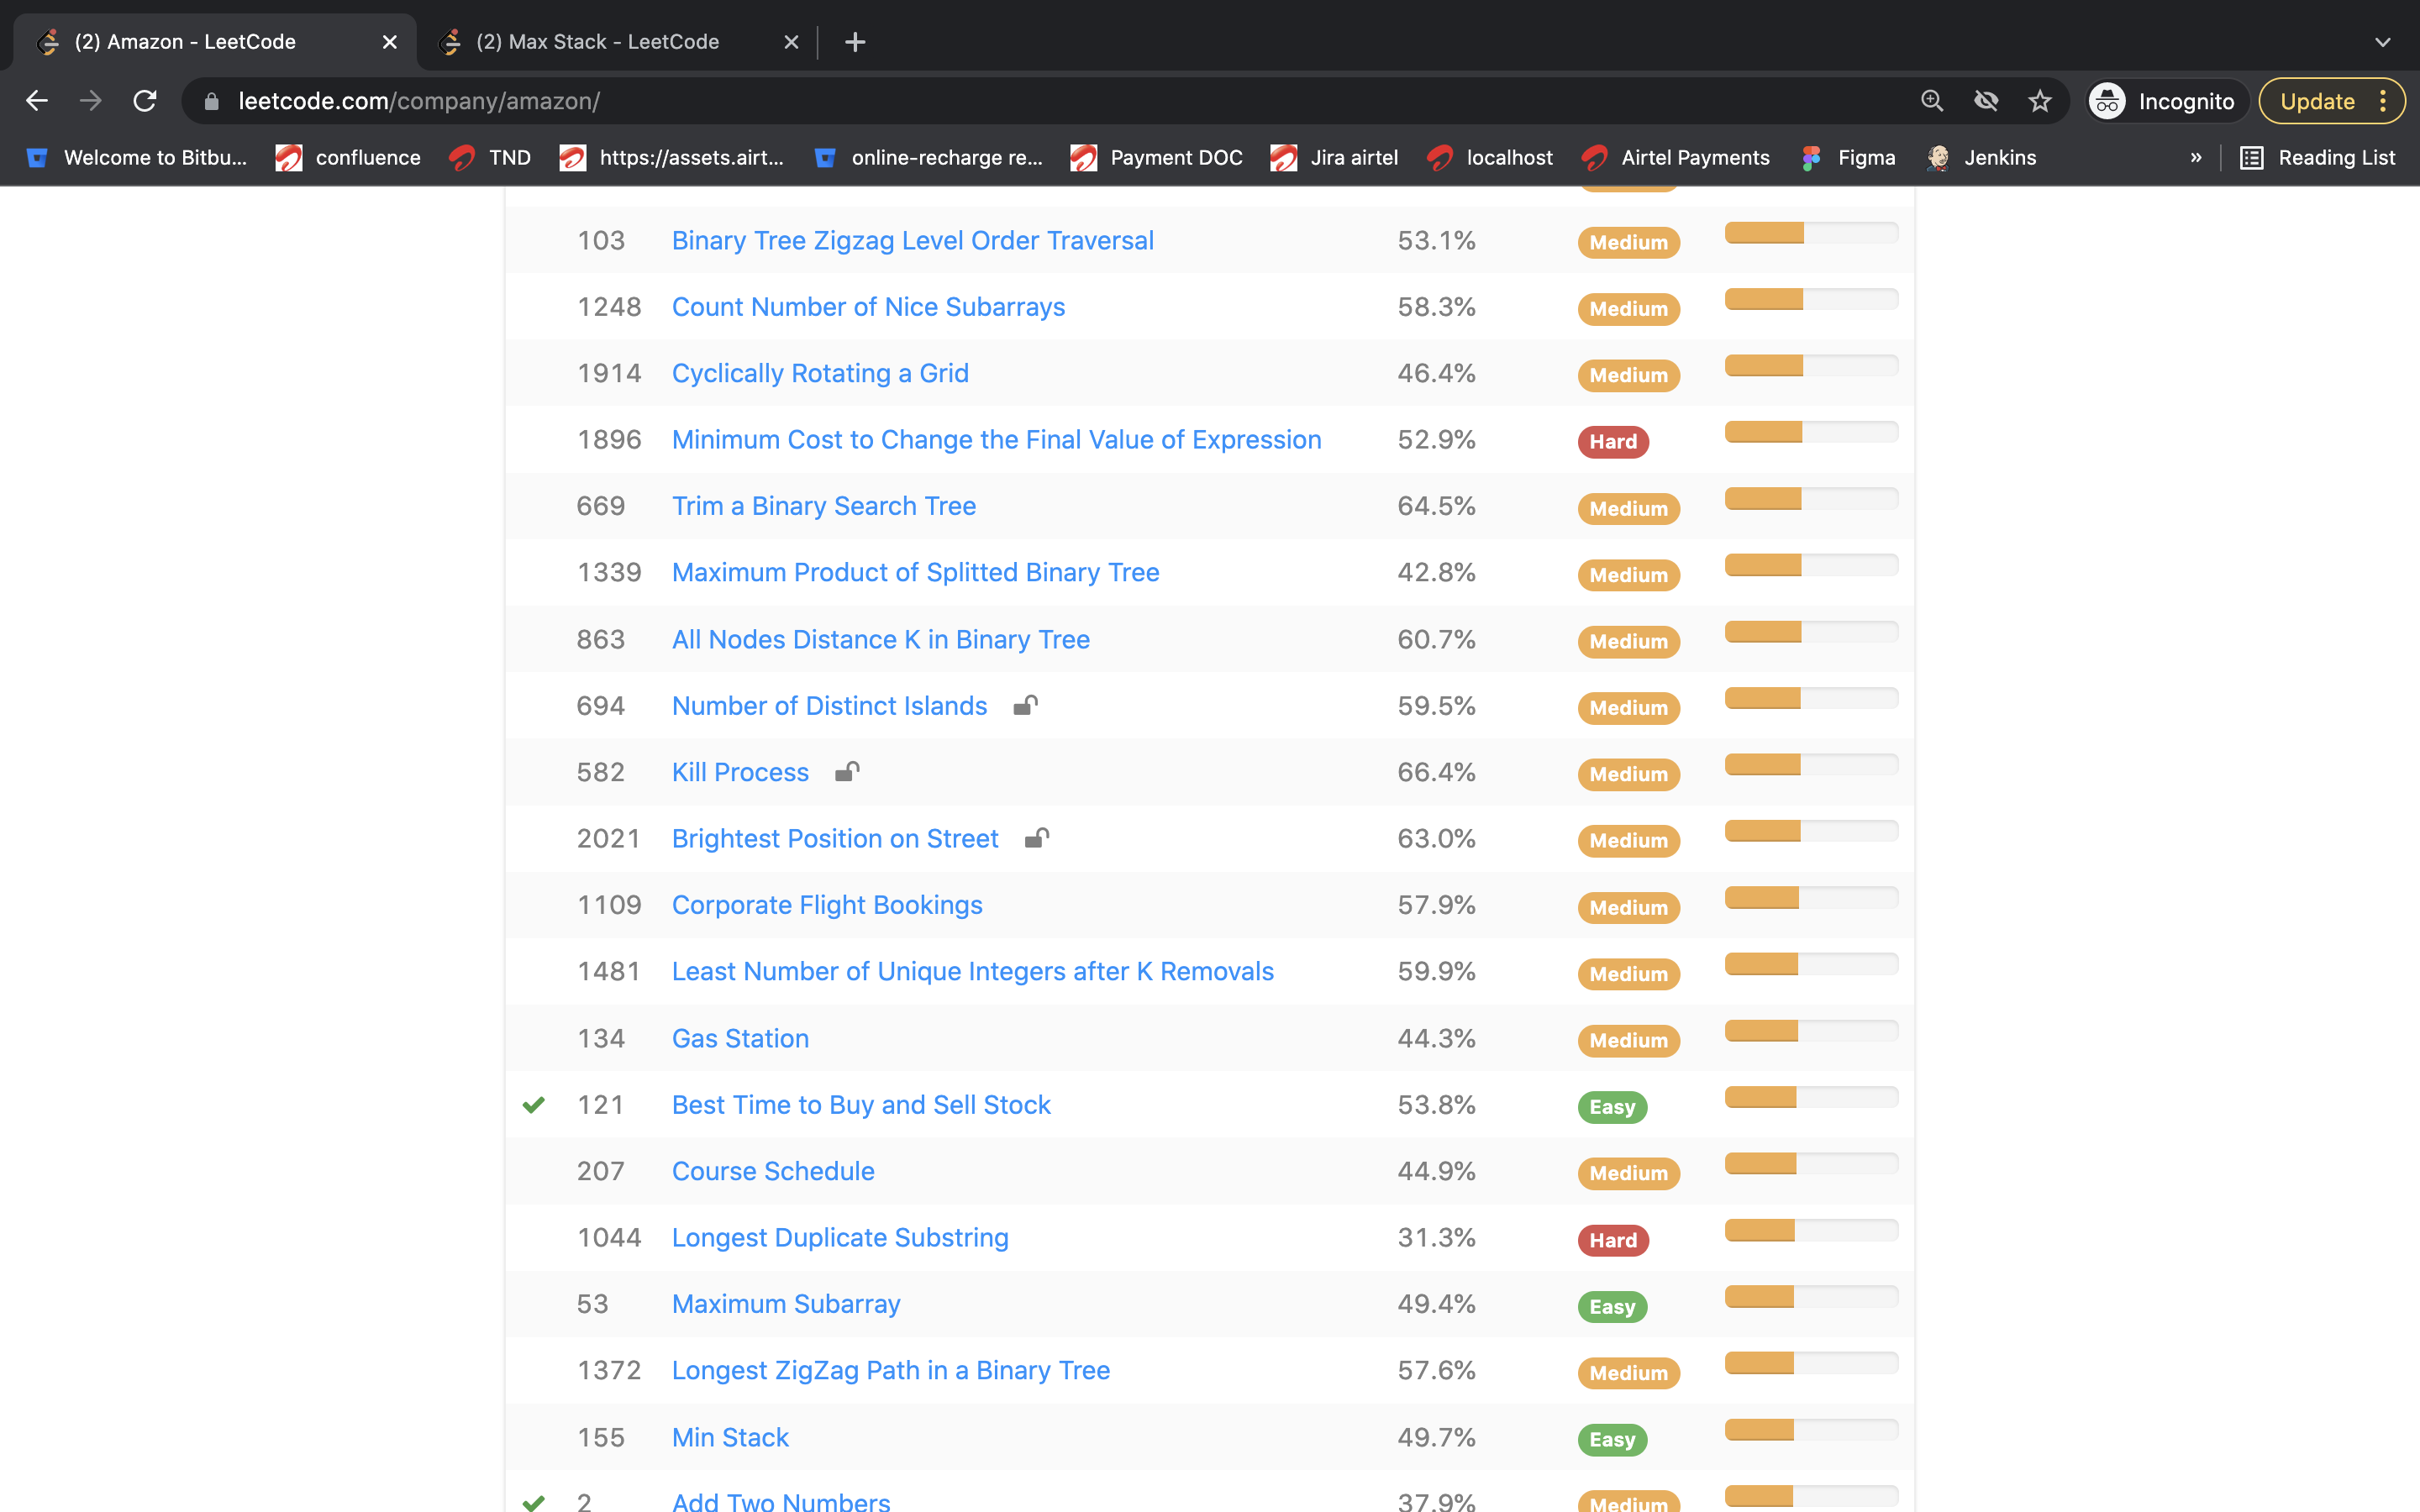 (2) Amazon - LeetCode
(2) Max Stack - LeetCode
leetcode.com/company/amazon/
Incognito
Update
Welcome to Bitbu...
confluence
TND
https://assets.airt...
online-recharge re...
Payment DOC
Jira airtel
localhost
Airtel Payments
Figma
Jenkins
»
Reading List
103 Binary Tree Zigzag Level Order Traversal 53.1% Medium
1248 Count Number of Nice Subarrays 58.3% Medium
1914 Cyclically Rotating a Grid 46.4% Medium
1896 Minimum Cost to Change the Final Value of Expression 52.9% Hard
669 Trim a Binary Search Tree 64.5% Medium
1339 Maximum Product of Splitted Binary Tree 42.8% Medium
863 All Nodes Distance K in Binary Tree 60.7% Medium
694 Number of Distinct Islands 59.5% Medium
582 Kill Process 66.4% Medium
2021 Brightest Position on Street 63.0% Medium
1109 Corporate Flight Bookings 57.9% Medium
1481 Least Number of Unique Integers after K Removals 59.9% Medium
134 Gas Station 44.3% Medium
121 Best Time to Buy and Sell Stock 53.8% Easy
207 Course Schedule 44.9% Medium
1044 Longest Duplicate Substring 31.3% Hard
53 Maximum Subarray 49.4% Easy
1372 Longest ZigZag Path in a Binary Tree 57.6% Medium
155 Min Stack 49.7% Easy
2 Add Two Numbers 37.9% Medium